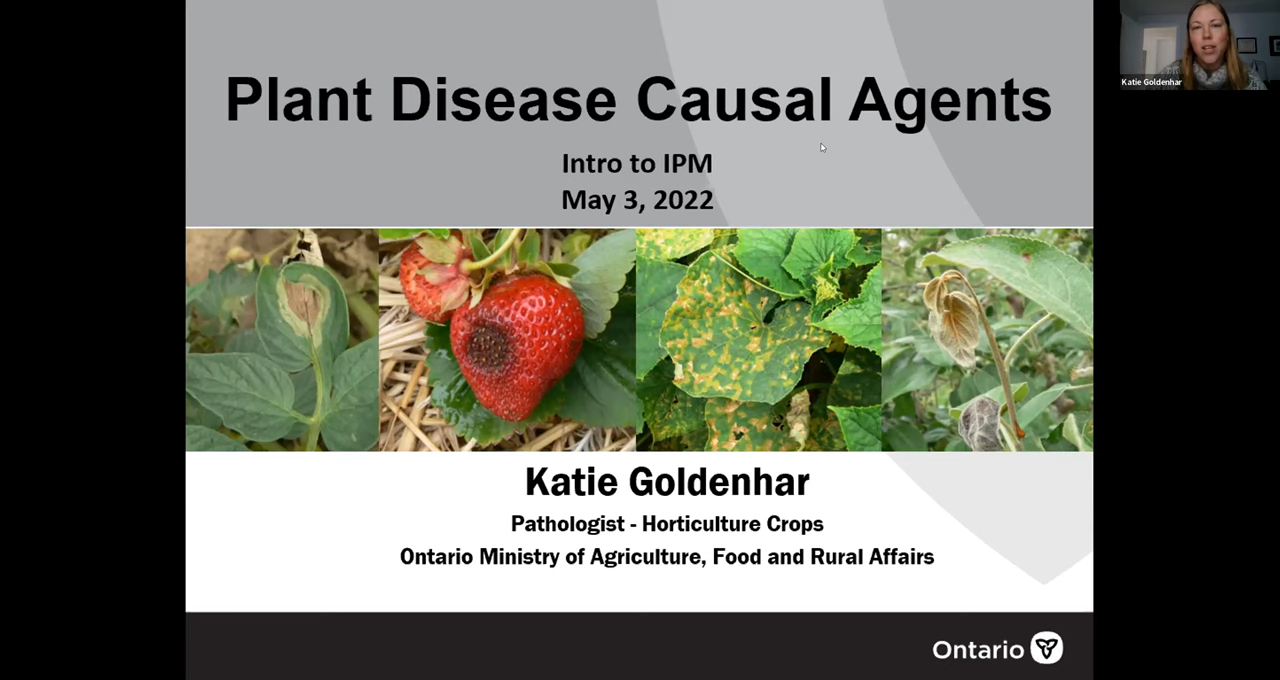 Plant Disease Causal Agents
Intro to IPM
May 3, 2022
Katie Goldenhar
Pathologist - Horticulture Crops
Ontario Ministry of Agriculture, Food and Rural Affairs
Ontario
Katie Goldenhar